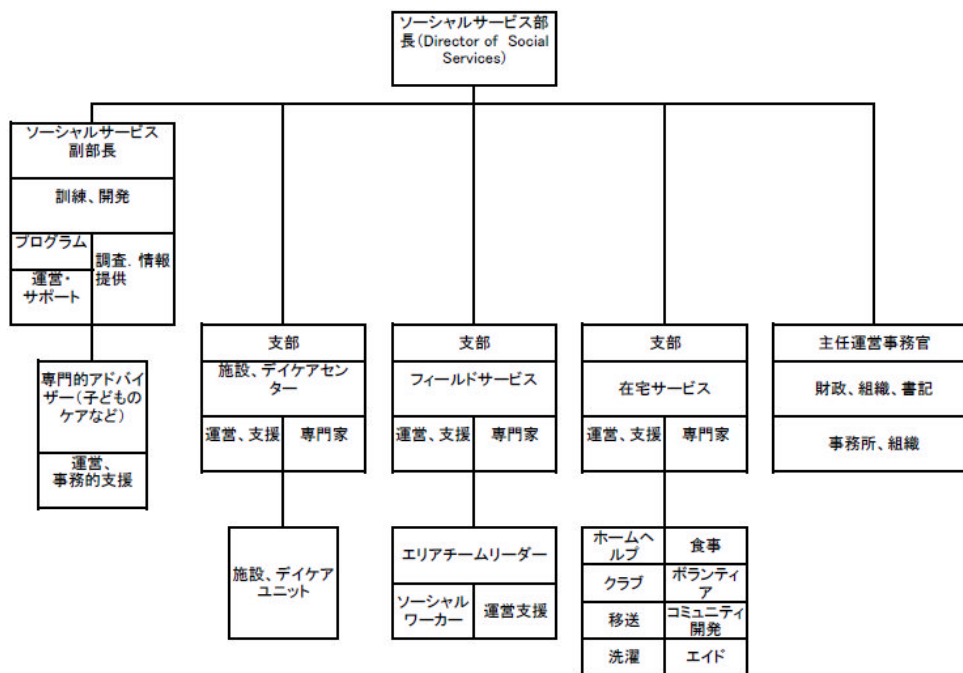 ソーシャルサービス部
長(Director of Social
Services)
ソーシャルサービス
副部長
訓練、開発
プログラム
調査．情報
提供
運営・
サポート
専門的アドバイ
ザー(子どもの
ケアなど)
運営、
事務的支援
支部
施設、デイケアセン
ター
運営、支援
専門家
施設、デイケア
ユニット
支部
フィールドサービス
運営、支援
専門家
エリアチームリーダー
ソーシャル
ワーカー
運営支援
支部
在宅サービス
運営、支援
専門家
ホームヘ
ルプ
食事
クラブ
ボランティ
ア
移送
コミュニティ
開発
洗濯
エイド
主任運営事務官
財政、組織、書記
事務所、組織